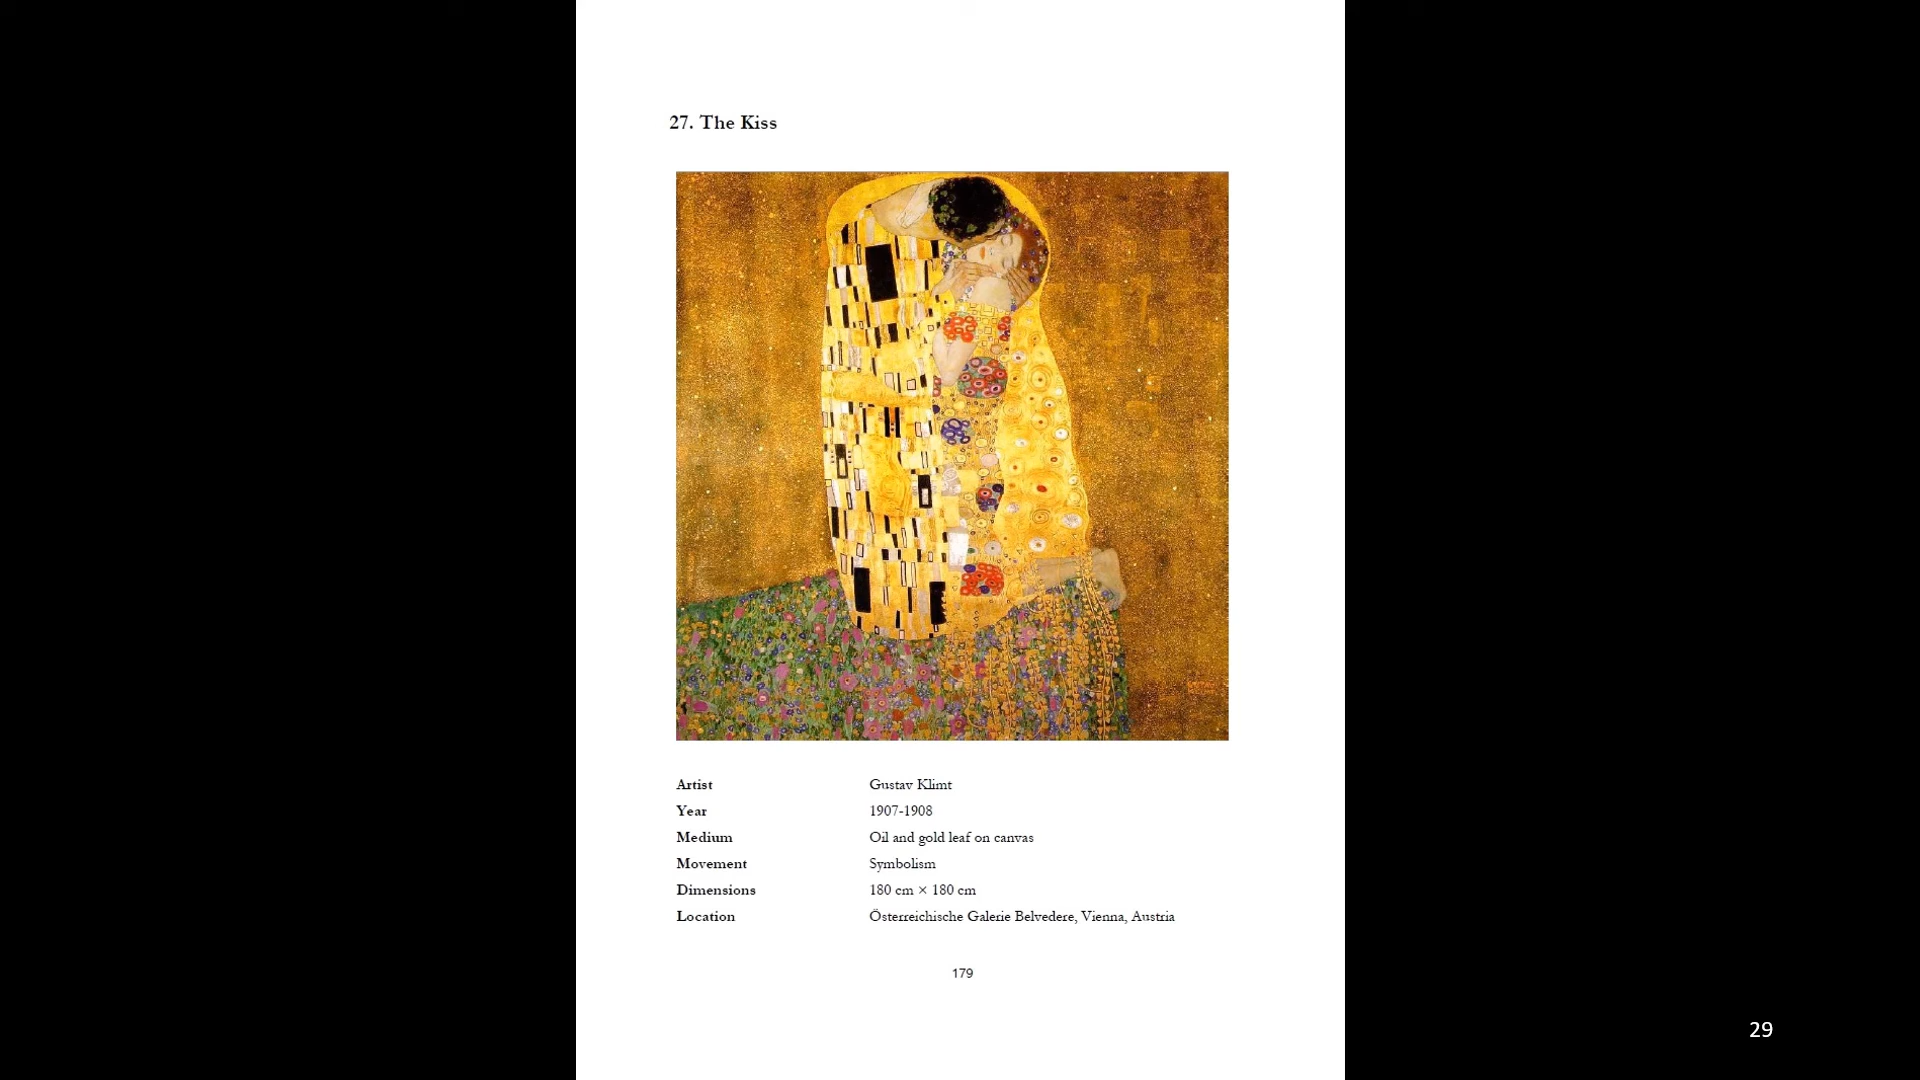 27. The Kiss
Artist Gustav Klimt
Year 1907-1908
Medium Oil and gold leaf on canvas
Movement Symbolism
Dimensions 180 cm × 180 cm
Location Österreichische Galerie Belvedere, Vienna, Austria
179
29